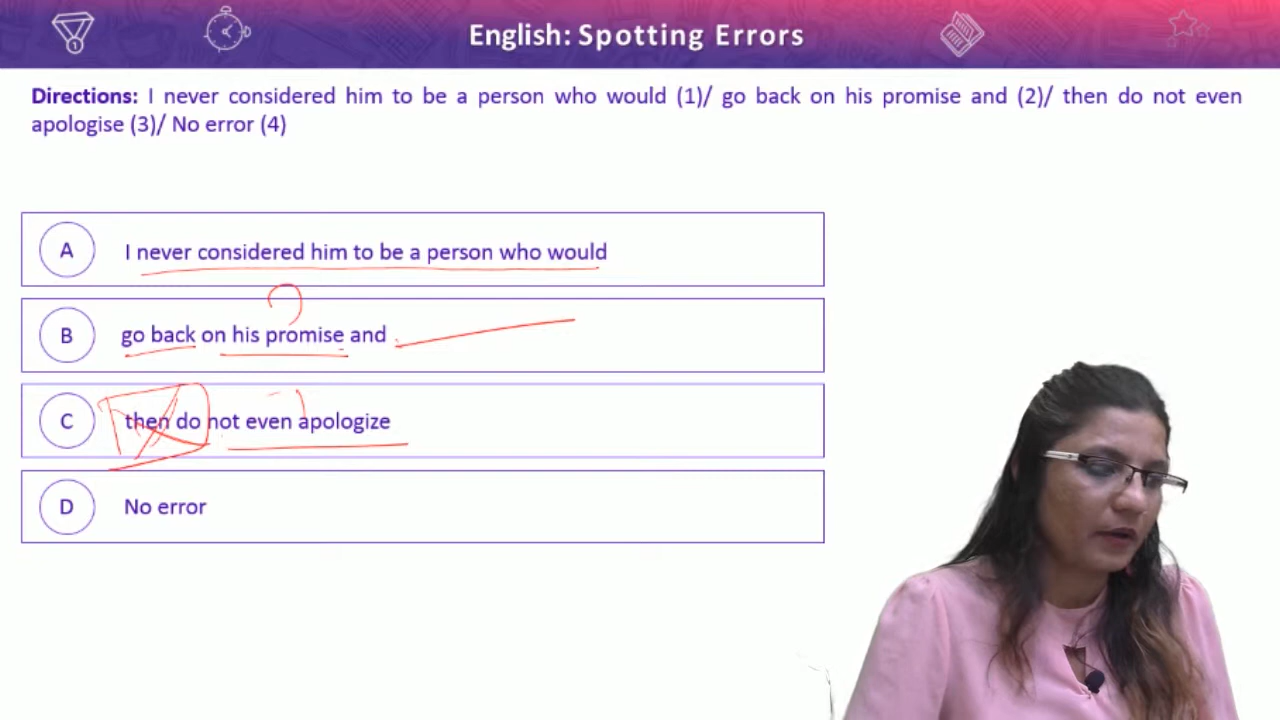 English: Spotting Errors
Directions: I never considered him to be a person who would (1)/ go back on his promise and (2)/ then do not even
apologise (3)/ No error (4)
A I never considered him to be a person who would
B go back on his promise and
C then do not even apologize
D No error